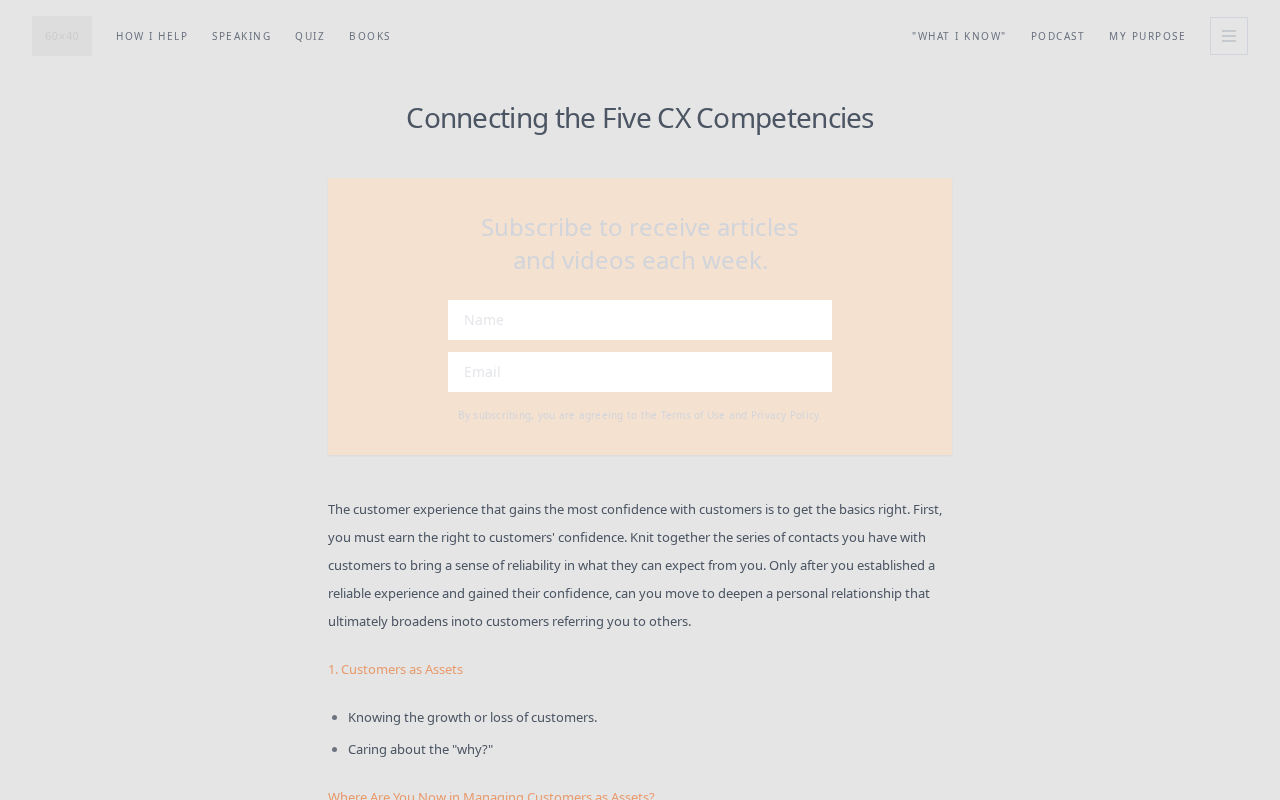 60×40
HOW I HELP
SPEAKING
QUIZ
BOOKS
"WHAT I KNOW"
PODCAST
MY PURPOSE
Connecting the Five CX Competencies
Subscribe to receive articles
and videos each week.
Name
Email
By subscribing, you are agreeing to the Terms of Use and Privacy Policy.
The customer experience that gains the most confidence with customers is to get the basics right. First,
you must earn the right to customers' confidence. Knit together the series of contacts you have with
customers to bring a sense of reliability in what they can expect from you. Only after you established a
reliable experience and gained their confidence, can you move to deepen a personal relationship that
ultimately broadens inoto customers referring you to others.
1. Customers as Assets
• Knowing the growth or loss of customers.
• Caring about the "why?"
Where Are You Now in Managing Customers as Assets?